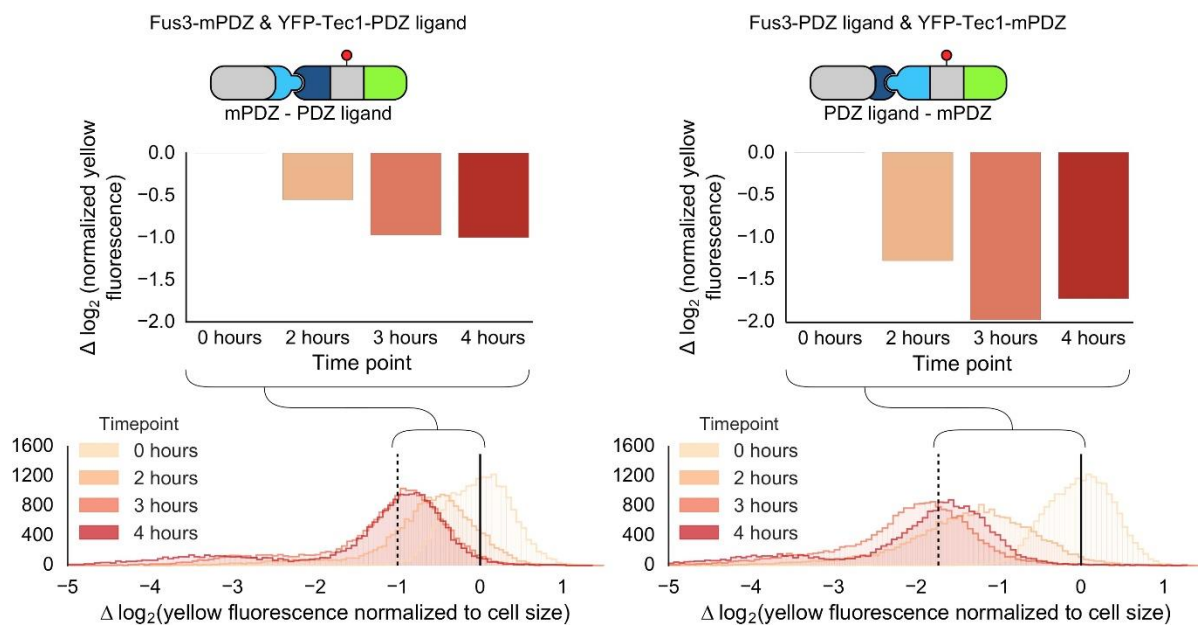 Fus3-mPDZ & YFP-Tec1-PDZ ligand
mPDZ - PDZ ligand
Δ log2 (normalized yellow
fluorescence)
0.0
−0.5
−1.0
−1.5
−2.0
0 hours 2 hours 3 hours 4 hours
Time point
Timepoint
0 hours
2 hours
3 hours
4 hours
1600
1200
800
400
0
−5 −4 −3 −2 −1 0 1
Δ log2(yellow fluorescence normalized to cell size)
Fus3-PDZ ligand & YFP-Tec1-mPDZ
PDZ ligand - mPDZ
Δ log2 (normalized yellow
fluorescence)
0.0
−0.5
−1.0
−1.5
−2.0
0 hours 2 hours 3 hours 4 hours
Time point
Timepoint
0 hours
2 hours
3 hours
4 hours
1600
1200
800
400
0
−5 −4 −3 −2 −1 0 1
Δ log2(yellow fluorescence normalized to cell size)